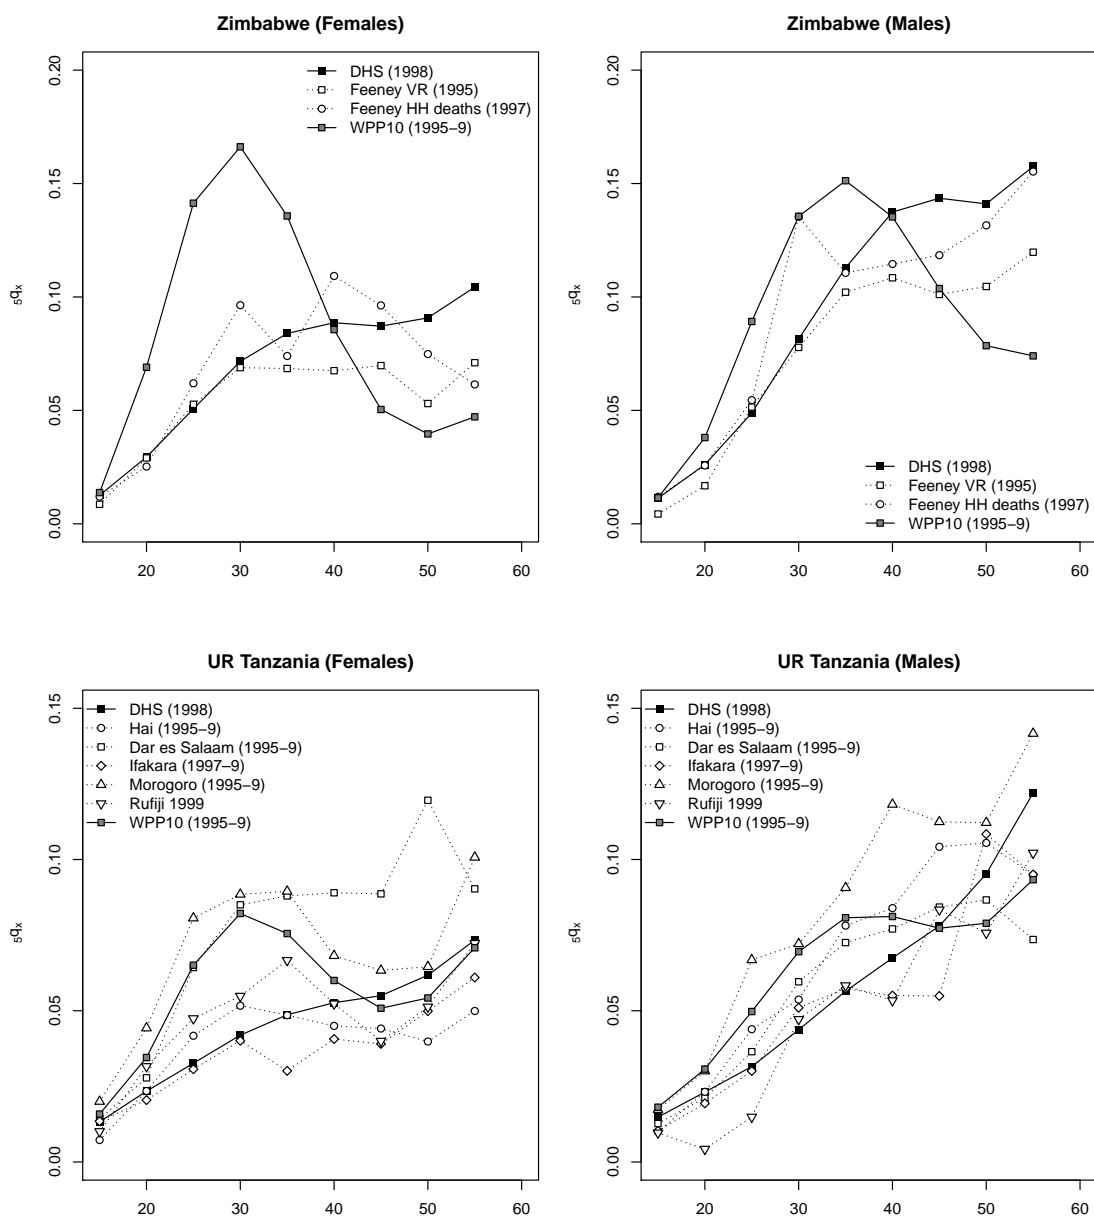 Zimbabwe (Females)
DHS (1998)
Feeney VR (1995)
Feeney HH deaths (1997)
WPP10 (1995−9)
0.20
0.15
0.10
0.05
0.00
5qx
20 30 40 50 60
Zimbabwe (Males)
DHS (1998)
Feeney VR (1995)
Feeney HH deaths (1997)
WPP10 (1995−9)
0.20
0.15
0.10
0.05
0.00
5qx
20 30 40 50 60
UR Tanzania (Females)
DHS (1998)
Hai (1995−9)
Dar es Salaam (1995−9)
Ifakara (1997−9)
Morogoro (1995−9)
Rufiji 1999
WPP10 (1995−9)
0.15
0.10
0.05
0.00
5qx
20 30 40 50 60
UR Tanzania (Males)
DHS (1998)
Hai (1995−9)
Dar es Salaam (1995−9)
Ifakara (1997−9)
Morogoro (1995−9)
Rufiji 1999
WPP10 (1995−9)
0.15
0.10
0.05
0.00
5qx
20 30 40 50 60